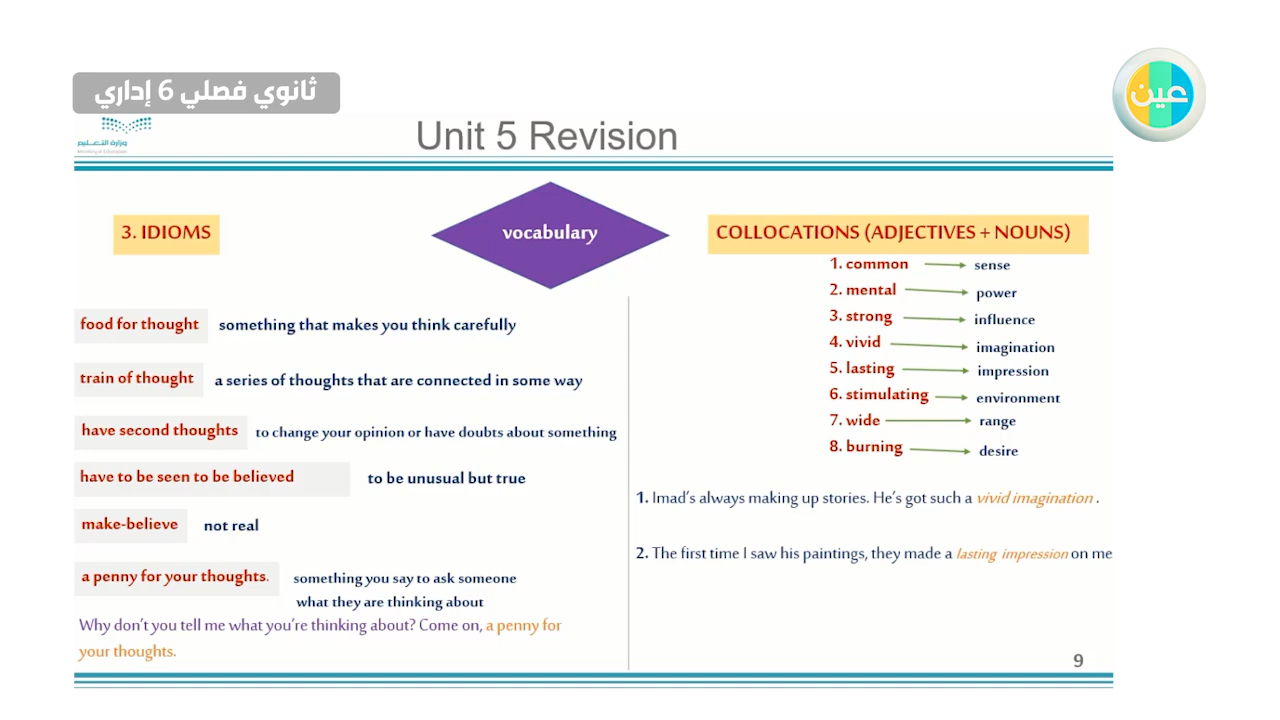 ثانوي فصلي 6 إداري
عين
وزارة التعليم
Ministry of Education
Unit 5 Revision
vocabulary
3. IDIOMS
food for thought something that makes you think carefully
train of thought a series of thoughts that are connected in some way
have second thoughts to change your opinion or have doubts about something
have to be seen to be believed to be unusual but true
make-believe not real
a penny for your thoughts. something you say to ask someone
what they are thinking about
Why don't you tell me what you're thinking about? Come on, a penny for
your thoughts.
COLLOCATIONS (ADJECTIVES + NOUNS)
1. common sense
2. mental power
3. strong influence
4. vivid imagination
5. lasting impression
6. stimulating environment
7. wide range
8. burning desire
1. Imad's always making up stories. He's got such a vivid imagination .
2. The first time I saw his paintings, they made a lasting impression on me
9